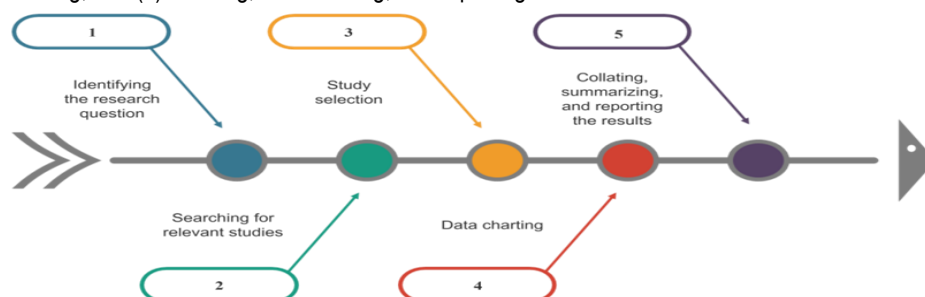 1
3
5
Identifying
the research
question
Study
selection
Collating,
summarizing,
and reporting
the results
Searching for
relevant studies
Data charting
2
4